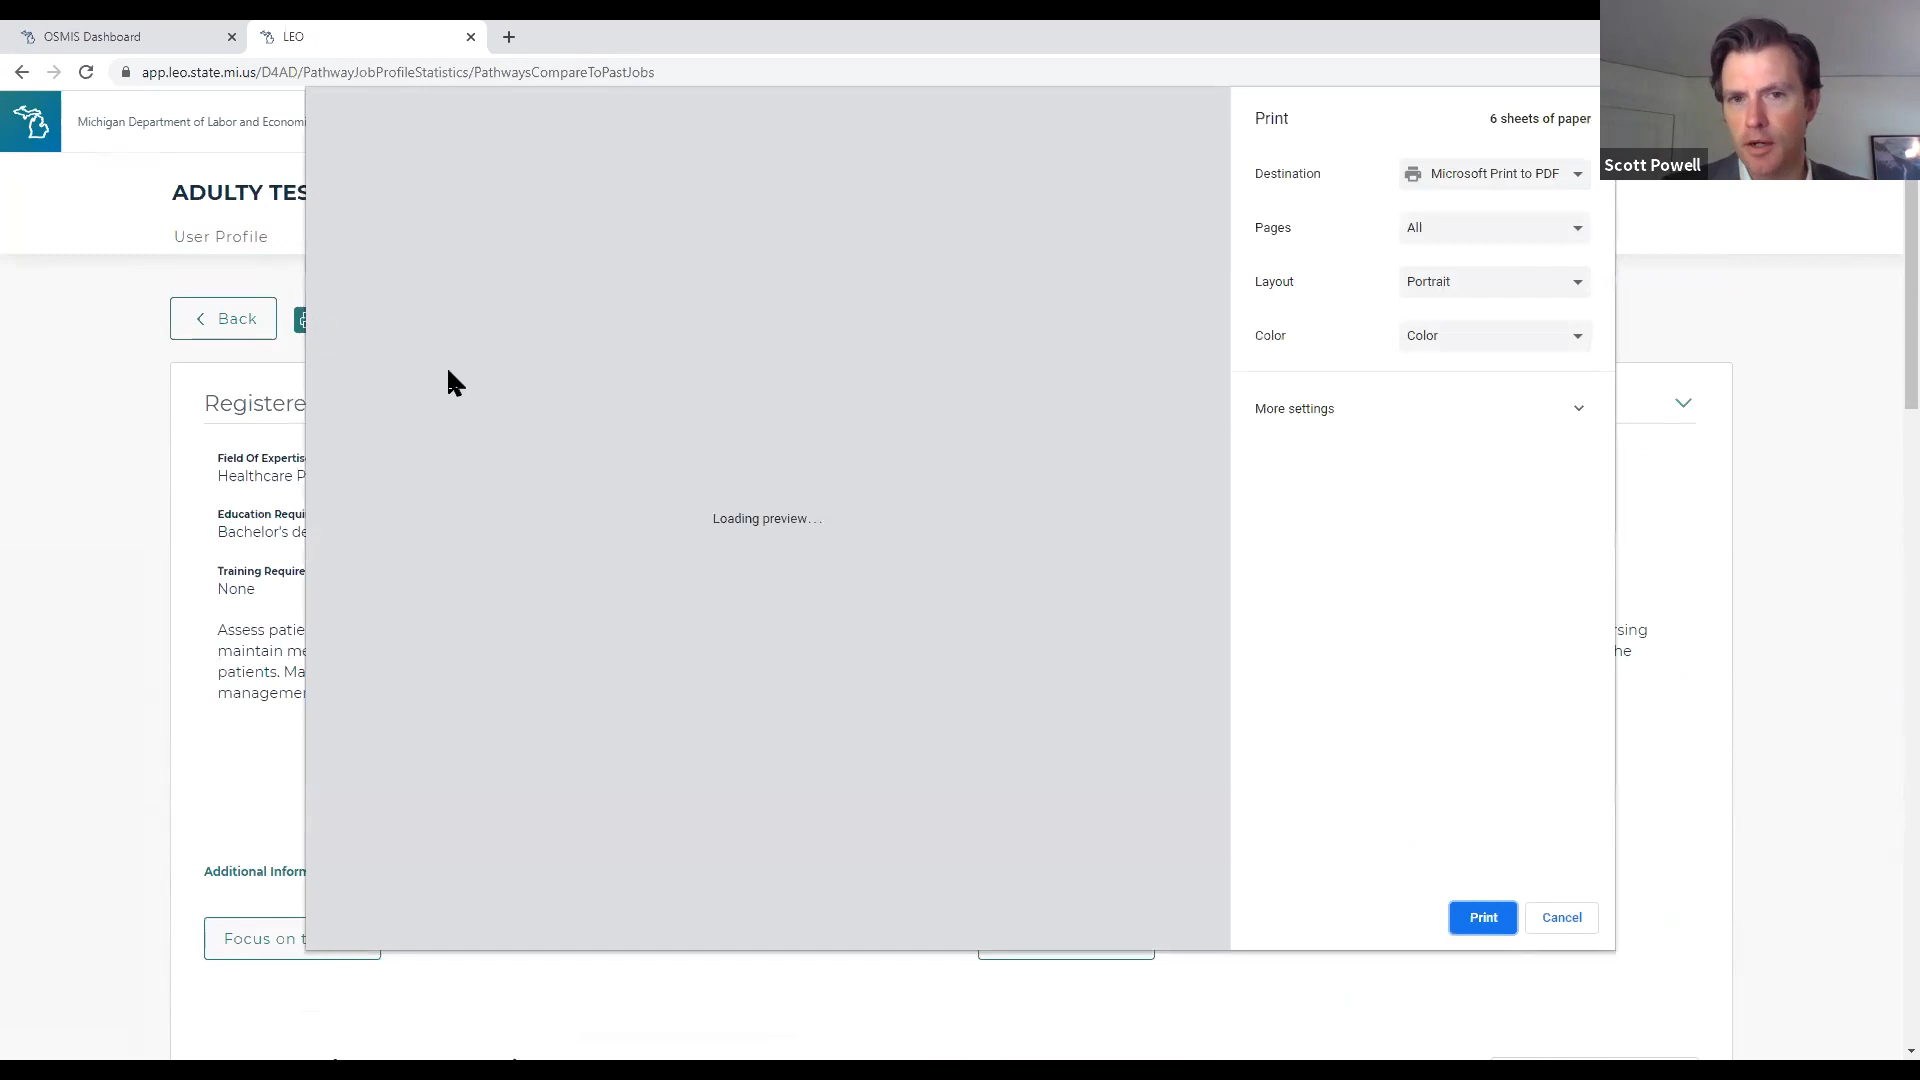 OSMIS Dashboard
LEO
app.leo.state.mi.us/D4AD/PathwayJobProfileStatistics/PathwaysCompareToPastJobs
Michigan Department of Labor and Economi
ADULTY TES
User Profile
Back
Registere
Field Of Expertis
Healthcare P
Education Requi
Bachelor's de
Training Require
None
Assess patie
maintain me
patients. Ma
managemen
rsing
he
Additional Inforn
Focus on t
Loading preview...
Print
6 sheets of paper
Destination
Microsoft Print to PDF
Pages
All
Layout
Portrait
Color
Color
More settings
Print
Cancel
Scott Powell